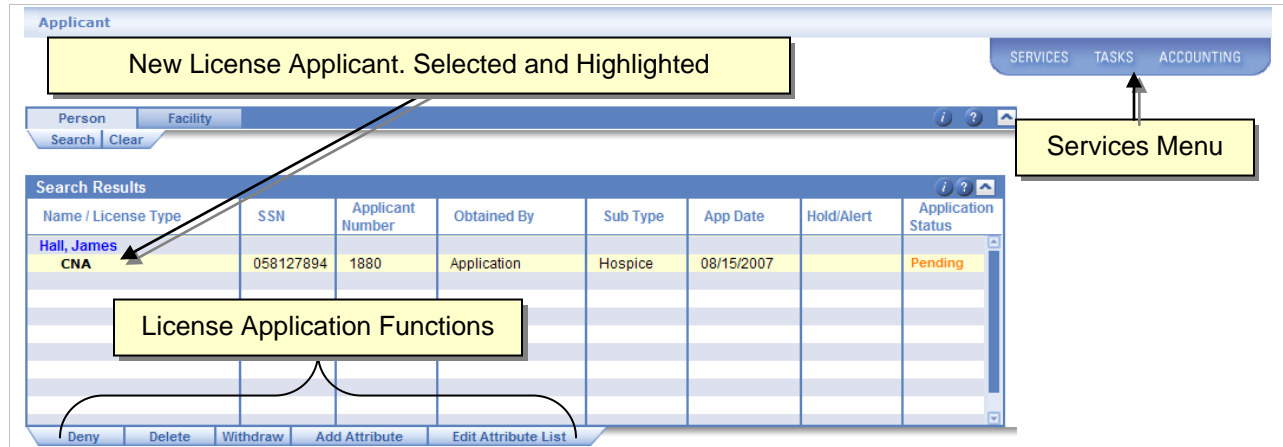 Applicant
New License Applicant. Selected and Highlighted
SERVICES TASKS ACCOUNTING
Person Facility
Search Clear
Services Menu
Search Results
Name / License Type SSN Applicant Number Obtained By Sub Type App Date Hold/Alert Application Status
Hall, James
CNA 058127894 1880 Application Hospice 08/15/2007 Pending
License Application Functions
Deny Delete Withdraw Add Attribute Edit Attribute List